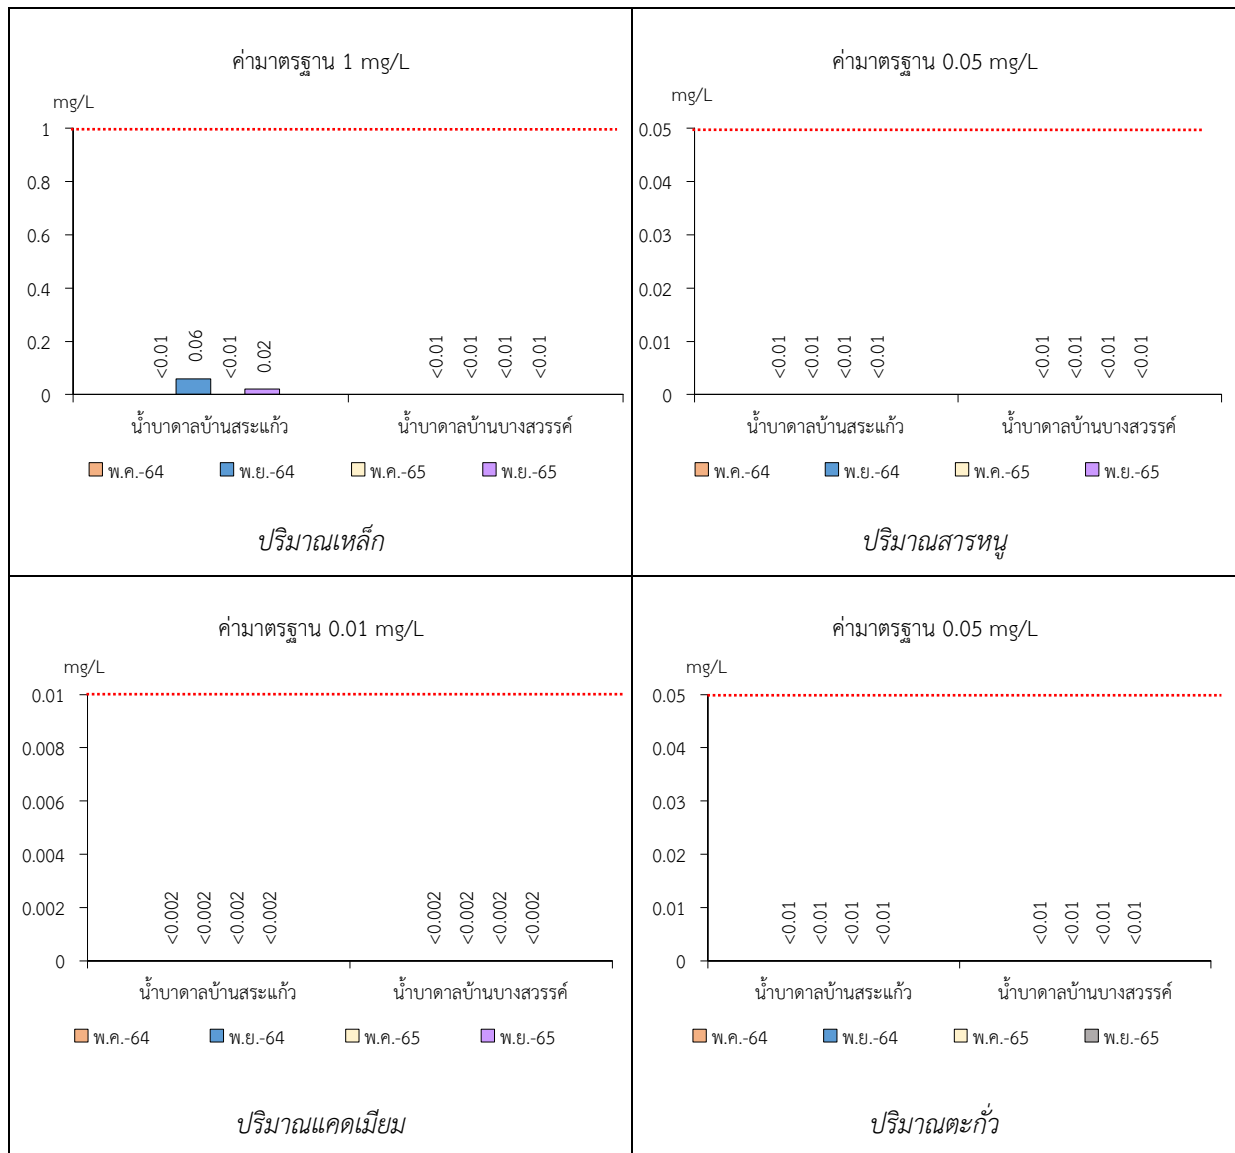 ค่ามาตรฐาน 1 mg/L
mg/L
1
0.8
0.6
0.4
0.2
0
<0.01 0.06 <0.01 0.02 <0.01 <0.01 <0.01 <0.01
น้ำบาดาลบ้านสระแก้ว น้ำบาดาลบ้านบางสวรรค์
พ.ค.-64 พ.ย.-64 พ.ค.-65 พ.ย.-65
ปริมาณเหล็ก
ค่ามาตรฐาน 0.05 mg/L
mg/L
0.05
0.04
0.03
0.02
0.01
0
<0.01 <0.01 <0.01 <0.01 <0.01 <0.01 <0.01 <0.01
น้ำบาดาลบ้านสระแก้ว น้ำบาดาลบ้านบางสวรรค์
พ.ค.-64 พ.ย.-64 พ.ค.-65 พ.ย.-65
ปริมาณสารหนู
ค่ามาตรฐาน 0.01 mg/L
mg/L
0.01
0.008
0.006
0.004
0.002
0
<0.002 <0.002 <0.002 <0.002 <0.002 <0.002 <0.002 <0.002
น้ำบาดาลบ้านสระแก้ว น้ำบาดาลบ้านบางสวรรค์
พ.ค.-64 พ.ย.-64 พ.ค.-65 พ.ย.-65
ปริมาณแคดเมียม
ค่ามาตรฐาน 0.05 mg/L
mg/L
0.05
0.04
0.03
0.02
0.01
0
<0.01 <0.01 <0.01 <0.01 <0.01 <0.01 <0.01 <0.01
น้ำบาดาลบ้านสระแก้ว น้ำบาดาลบ้านบางสวรรค์
พ.ค.-64 พ.ย.-64 พ.ค.-65 พ.ย.-65
ปริมาณตะกั่ว